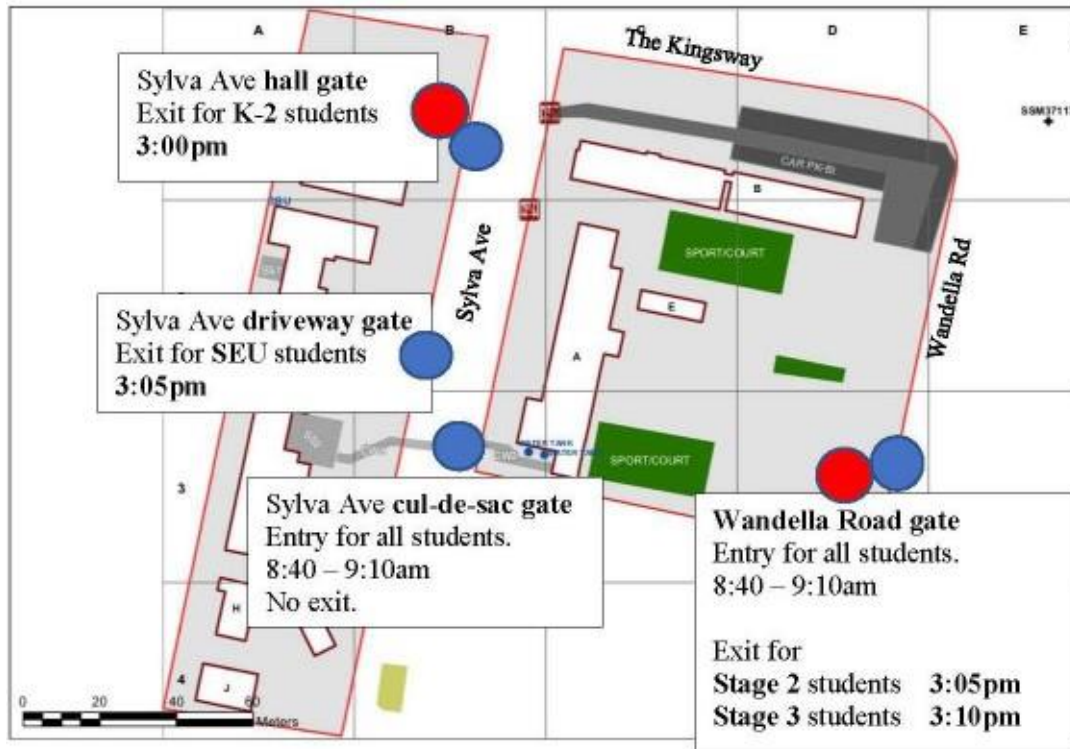 A B C D E
The Kingsway
SSM3711
Sylva Ave hall gate
Exit for K-2 students
3:00pm
CAR PK-Bt
B
SPORT/COURT
Sylva Ave
Wandella Rd
E
Sylva Ave driveway gate
Exit for SEU students
3:05pm
A
SPORT/COURT
3
Sylva Ave cul-de-sac gate
Entry for all students.
8:40 – 9:10am
No exit.
Wandella Road gate
Entry for all students.
8:40 – 9:10am
Exit for
Stage 2 students 3:05pm
Stage 3 students 3:10pm
H
J
4
0 20 40 60
Meters